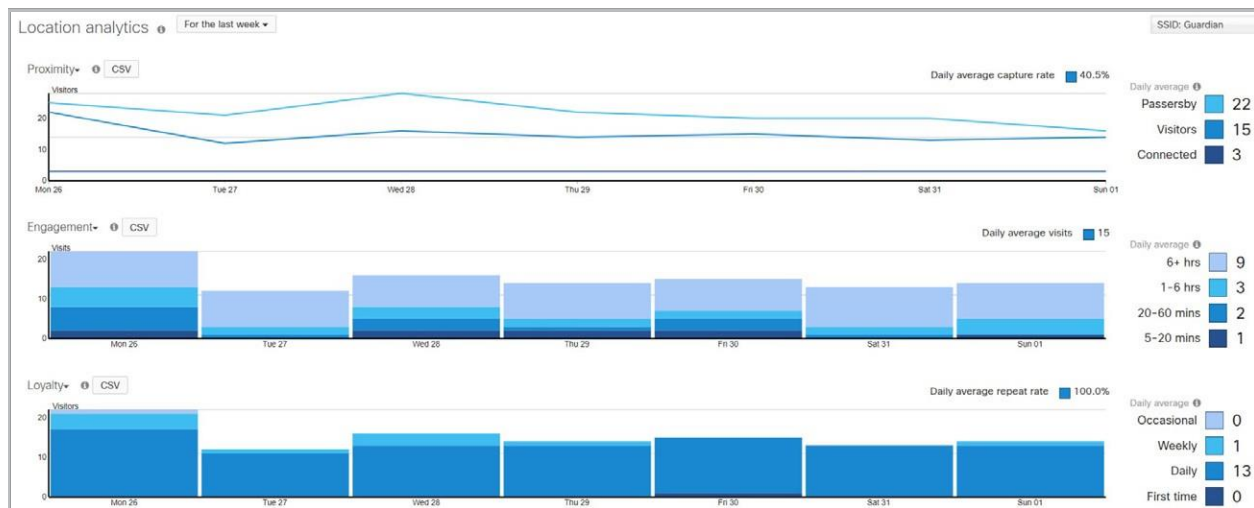 Location analytics For the last week SSID: Guardian
Proximity CSV Daily average capture rate 40.5%
Visitors
20
10
0
Mon 26 Tue 27 Wed 28 Thu 29 Fri 30 Sat 31 Sun 01
Daily average
Passersby 22
Visitors 15
Connected 3
Engagement CSV Daily average visits 15
Visits
20
10
0
Mon 26 Tue 27 Wed 28 Thu 29 Fri 30 Sat 31 Sun 01
Daily average
6+ hrs 9
1-6 hrs 3
20-60 mins 2
5-20 mins 1
Loyalty CSV Daily average repeat rate 100.0%
Visitors
20
10
0
Mon 26 Tue 27 Wed 28 Thu 29 Fri 30 Sat 31 Sun 01
Daily average
Occasional 0
Weekly 1
Daily 13
First time 0